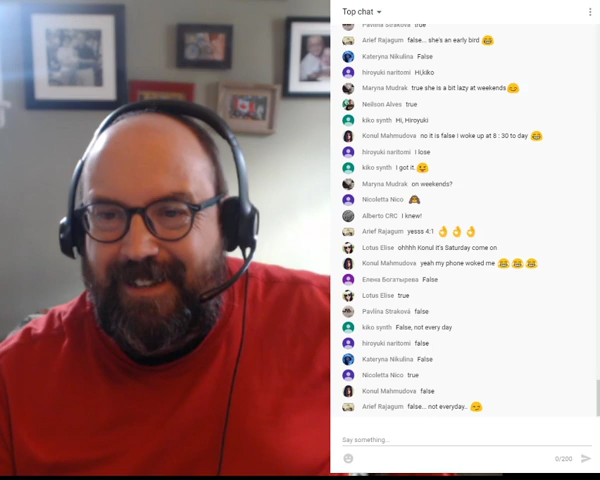 Top chat
Pavlína Straková true
Arief Rajagum false... she's an early bird 😂
Kateryna Nikulina False
hiroyuki naritomi Hi,kiko
Maryna Mudrak true she is a bit lazy at weekends😊
Neilson Alves true
kiko synth Hi, Hiroyuki
Konul Mahmudova no it is false i woke up at 8 : 30 to day 😂
hiroyuki naritomi I lose
kiko synth I got it 😛
Maryna Mudrak on weekends?
Nicoletta Nico 🙈
Alberto CRC I knew!
Arief Rajagum yesss 4:1 👌👌👌
Lotus Elise ohhhh Konul it's Saturday come on
Konul Mahmudova yeah my phone woked me 😂😂😂
Елена Богатырева False
Lotus Elise true
Pavlína Straková false
kiko synth False, not every day
hiroyuki naritomi false
Kateryna Nikulina False
Nicoletta Nico true
Konul Mahmudova false
Arief Rajagum false... not everyday.. 😊
Say something...
0/200